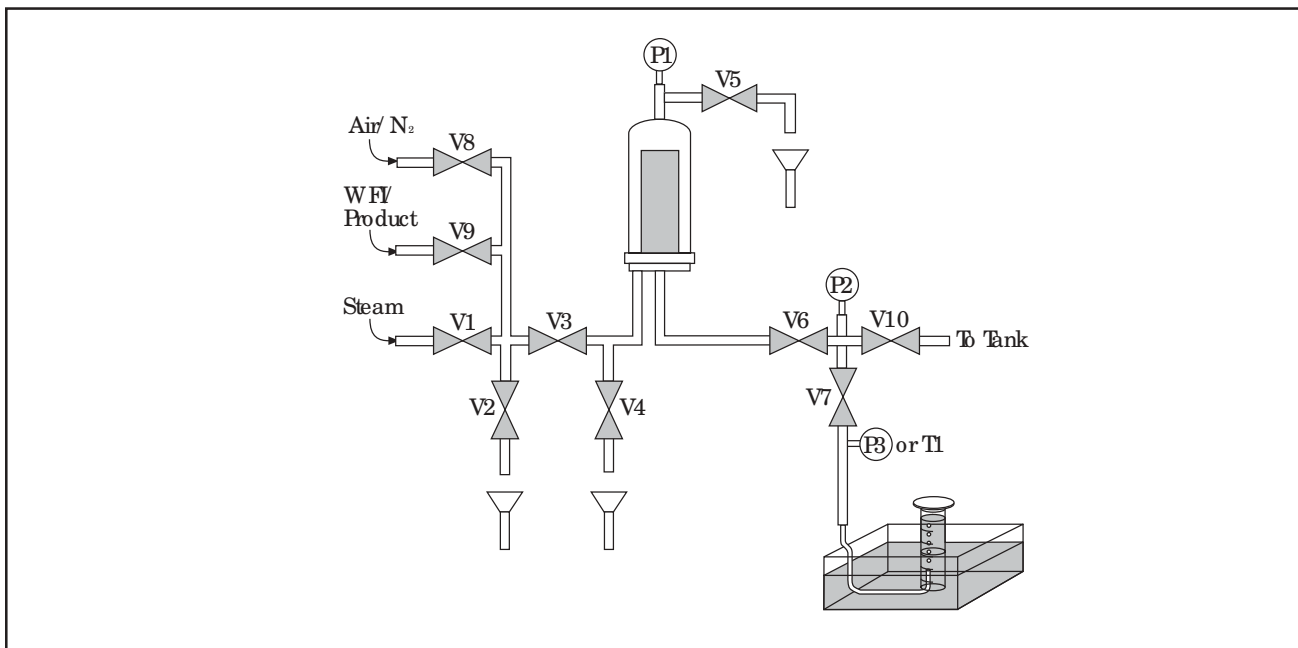 P1
V5
Air/ N₂
V8
WFI/
Product
V9
P2
Steam
V1
V3
V6
V10
To Tank
V2
V4
V7
P3 or T1